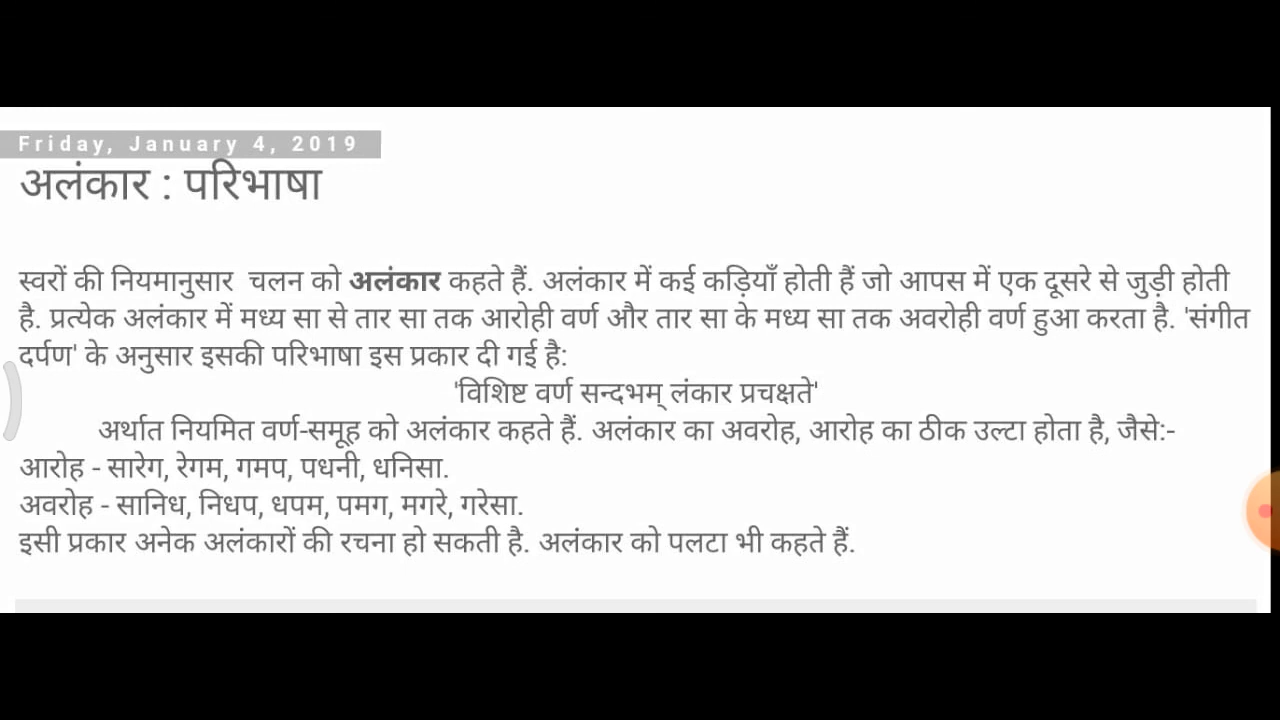 Friday, January 4, 2019
अलंकार : परिभाषा
स्वरों की नियमानुसार चलन को अलंकार कहते हैं. अलंकार में कई कड़ियाँ होती हैं जो आपस में एक दूसरे से जुड़ी होती
है. प्रत्येक अलंकार में मध्य सा से तार सा तक आरोही वर्ण और तार सा के मध्य सा तक अवरोही वर्ण हुआ करता है. 'संगीत
दर्पण' के अनुसार इसकी परिभाषा इस प्रकार दी गई है:
'विशिष्ट वर्ण सन्दभम् लंकार प्रचक्षते'
अर्थात नियमित वर्ण-समूह को अलंकार कहते हैं. अलंकार का अवरोह, आरोह का ठीक उल्टा होता है, जैसे:-
आरोह - सारेग, रेगम, गमप, पधनी, धनिसा.
अवरोह - सानिध, निधप, धपम, पमग, मगरे, गरेसा.
इसी प्रकार अनेक अलंकारों की रचना हो सकती है. अलंकार को पलटा भी कहते हैं.